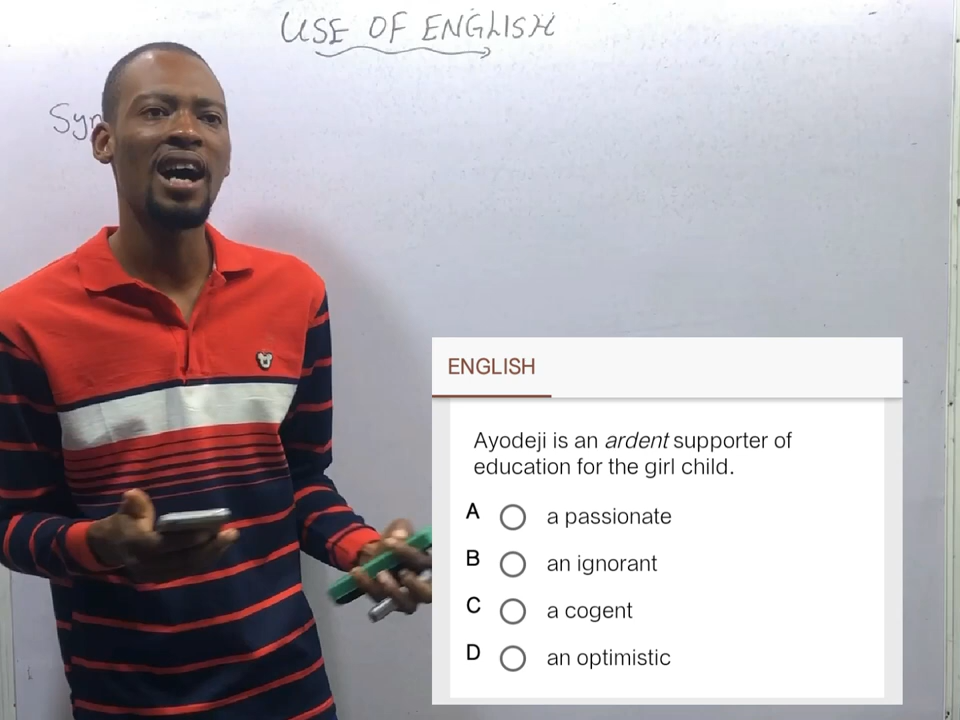 USE OF ENGLISH
ENGLISH
Ayodeji is an ardent supporter of
education for the girl child.
A a passionate
B an ignorant
C a cogent
D an optimistic